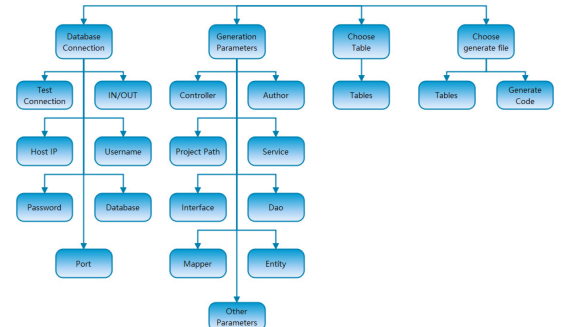 Database
Connection
Generation
Parameters
Choose
Table
Choose
generate file
Test
Connection
IN/OUT
Controller
Author
Tables
Tables
Generate
Code
Host IP
Username
Project Path
Service
Password
Database
Interface
Dao
Port
Mapper
Entity
Other
Parameters